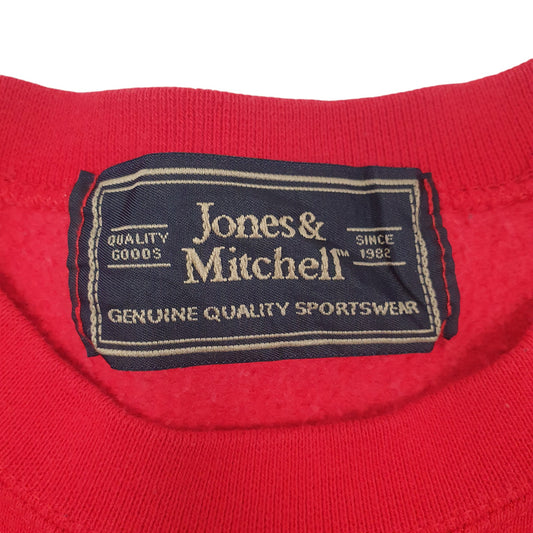 Jones &
Mitchell™
QUALITY
GOODS
SINCE
1982
GENUINE QUALITY SPORTSWEAR